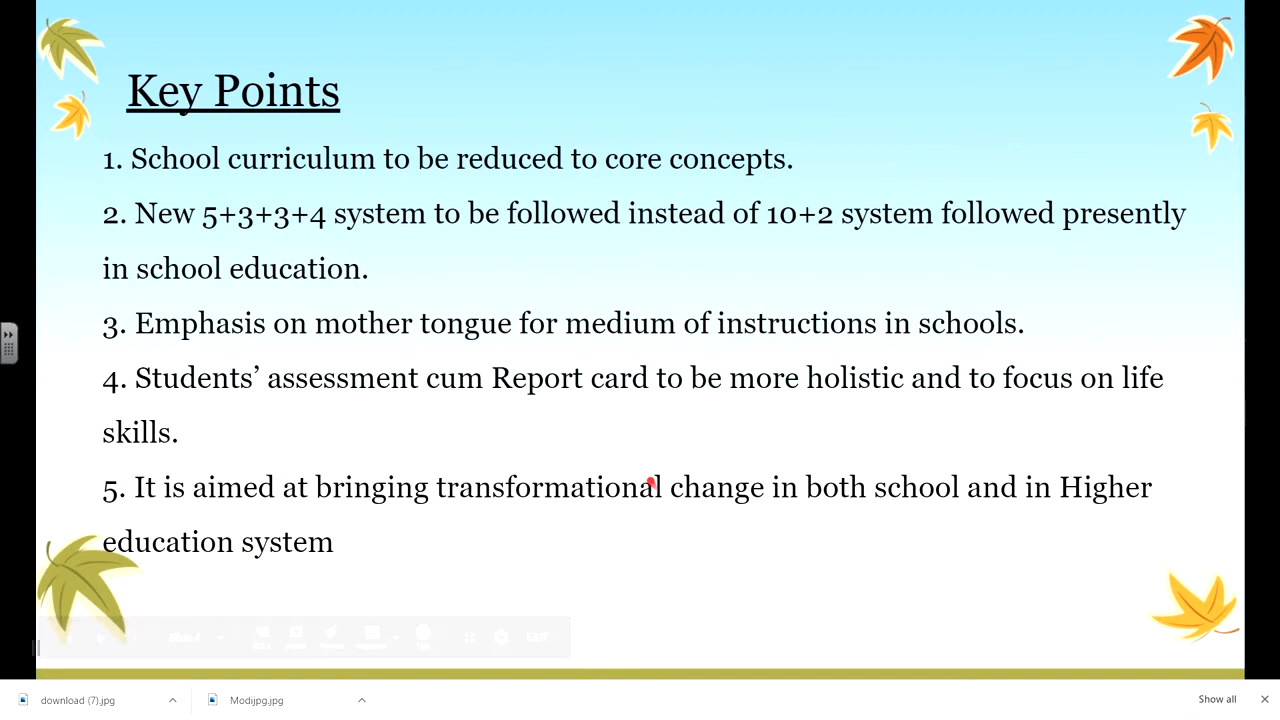 Key Points
1. School curriculum to be reduced to core concepts.
2. New 5+3+3+4 system to be followed instead of 10+2 system followed presently
in school education.
3. Emphasis on mother tongue for medium of instructions in schools.
4. Students’ assessment cum Report card to be more holistic and to focus on life
skills.
5. It is aimed at bringing transformational change in both school and in Higher
education system
download (7).jpg
Modijpg.jpg
Show all